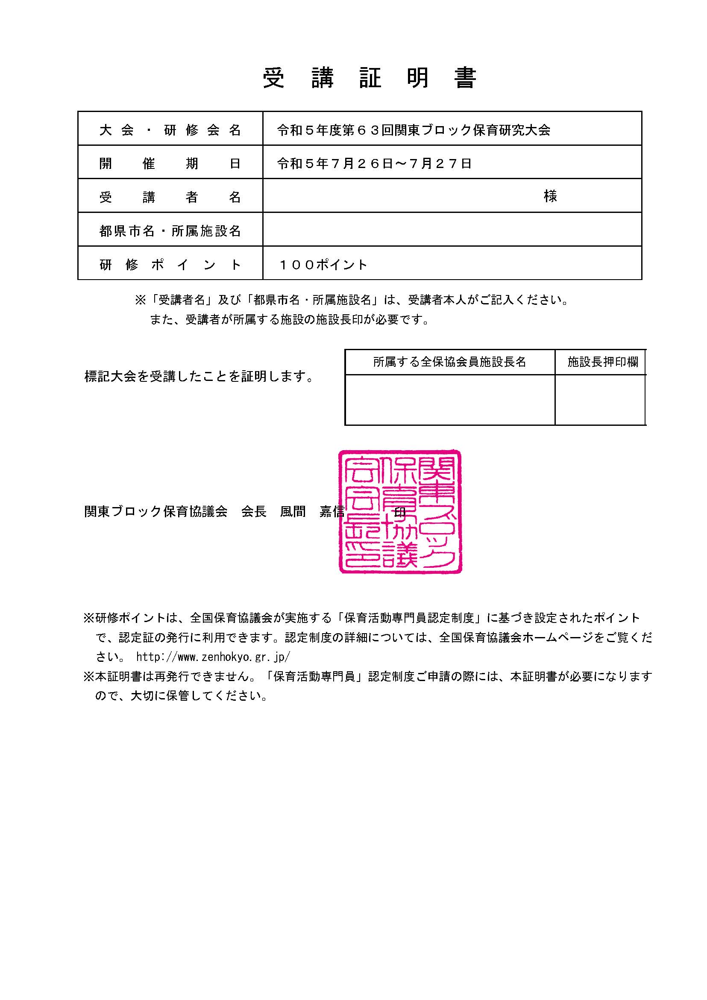 受講証明書
大会・研修会名 令和５年度第６３回関東ブロック保育研究大会
開催期日 令和５年７月２６日～７月２７日
受講者名 様
都県市名・所属施設名
研修ポイント １００ポイント
※「受講者名」及び「都県市名・所属施設名」は、受講者本人がご記入ください。
また、受講者が所属する施設の施設長印が必要です。
所属する全保協会員施設長名 施設長押印欄
標記大会を受講したことを証明します。
関東ブロック保育協議会　会長　風間　嘉信　印
関東ブロック
保育協議
会会長印
※研修ポイントは、全国保育協議会が実施する「保育活動専門員認定制度」に基づき設定されたポイント
で、認定証の発行に利用できます。認定制度の詳細については、全国保育協議会ホームページをご覧くだ
さい。 http://www.zenhokyo.gr.jp/
※本証明書は再発行できません。「保育活動専門員」認定制度ご申請の際には、本証明書が必要になります
ので、大切に保管してください。